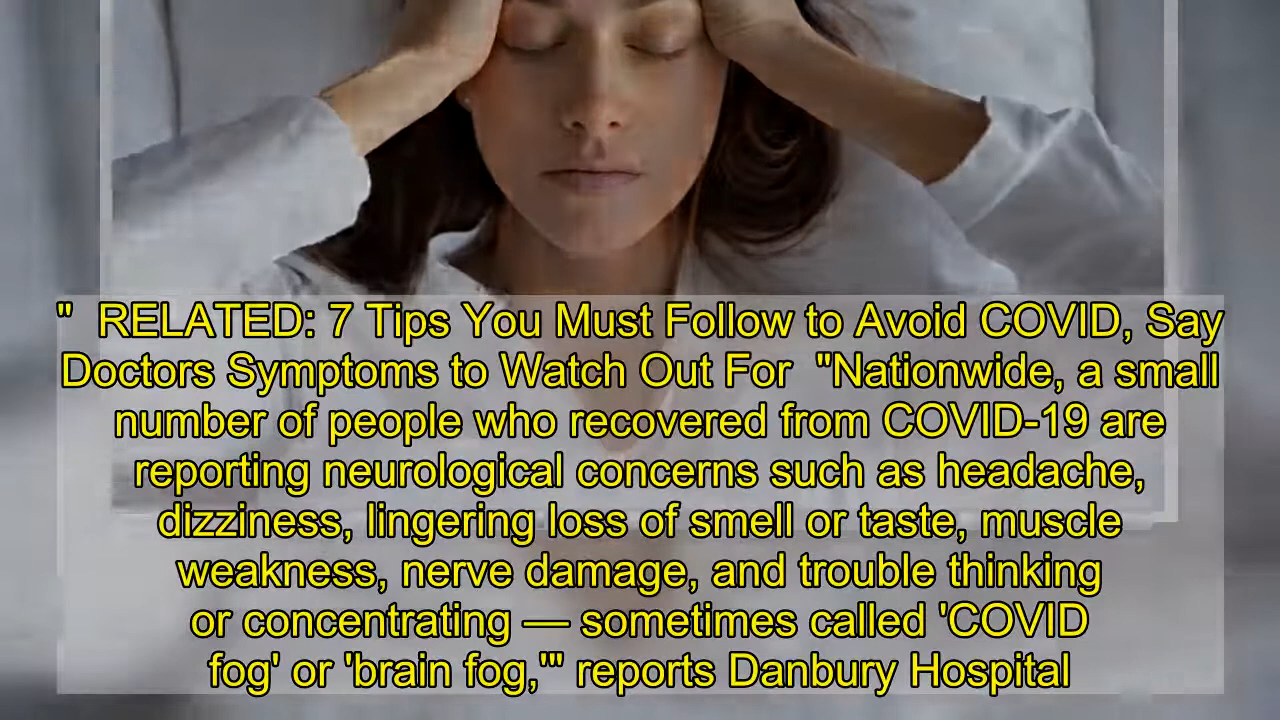 "  RELATED: 7 Tips You Must Follow to Avoid COVID, Say
Doctors Symptoms to Watch Out For  "Nationwide, a small
number of people who recovered from COVID-19 are
reporting neurological concerns such as headache,
dizziness, lingering loss of smell or taste, muscle
weakness, nerve damage, and trouble thinking
or concentrating — sometimes called 'COVID
fog' or 'brain fog,'" reports Danbury Hospital